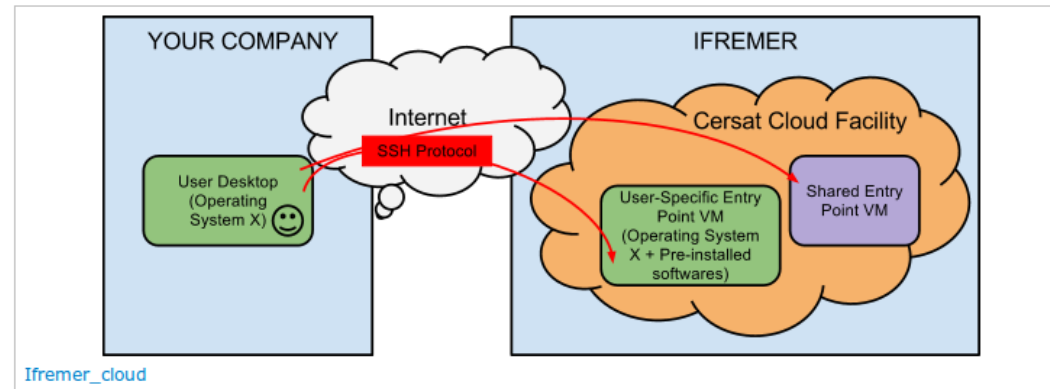 YOUR COMPANY
IFREMER
Internet
Cersat Cloud Facility
SSH Protocol
User Desktop
(Operating
System X)
User-Specific Entry
Point VM
(Operating System
X + Pre-installed
softwares)
Shared Entry
Point VM
Ifremer_cloud